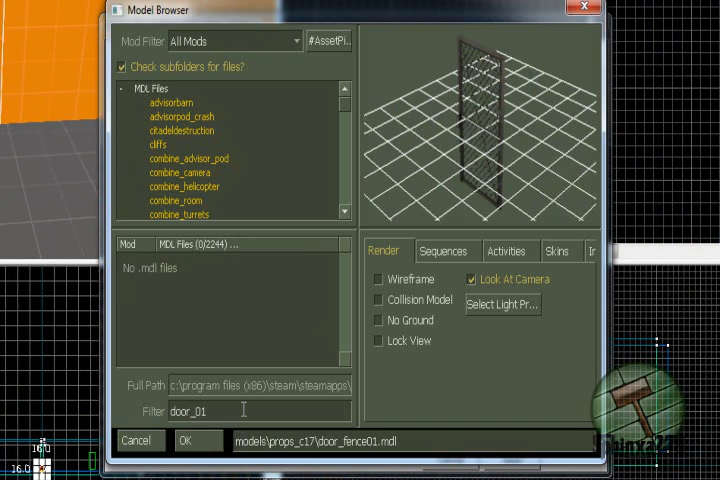 Model Browser
Mod Filter All Mods #AssetPi...
Check subfolders for files?
MDL Files
advisorbarn
advisorpod_crash
citadeldestruction
cliffs
combine_advisor_pod
combine_camera
combine_helicopter
combine_room
combine_turrets
Mod MDL Files (0/2244) ...
No .mdl files
Full Path c:\program files (x86)\steam\steamapps\
Filter door_01
Render Sequences Activities Skins In
Wireframe Look At Camera
Collision Model Select Light Pr...
No Ground
Lock View
Cancel OK models\props_c17\door_fence01.mdl
16.0
16.0